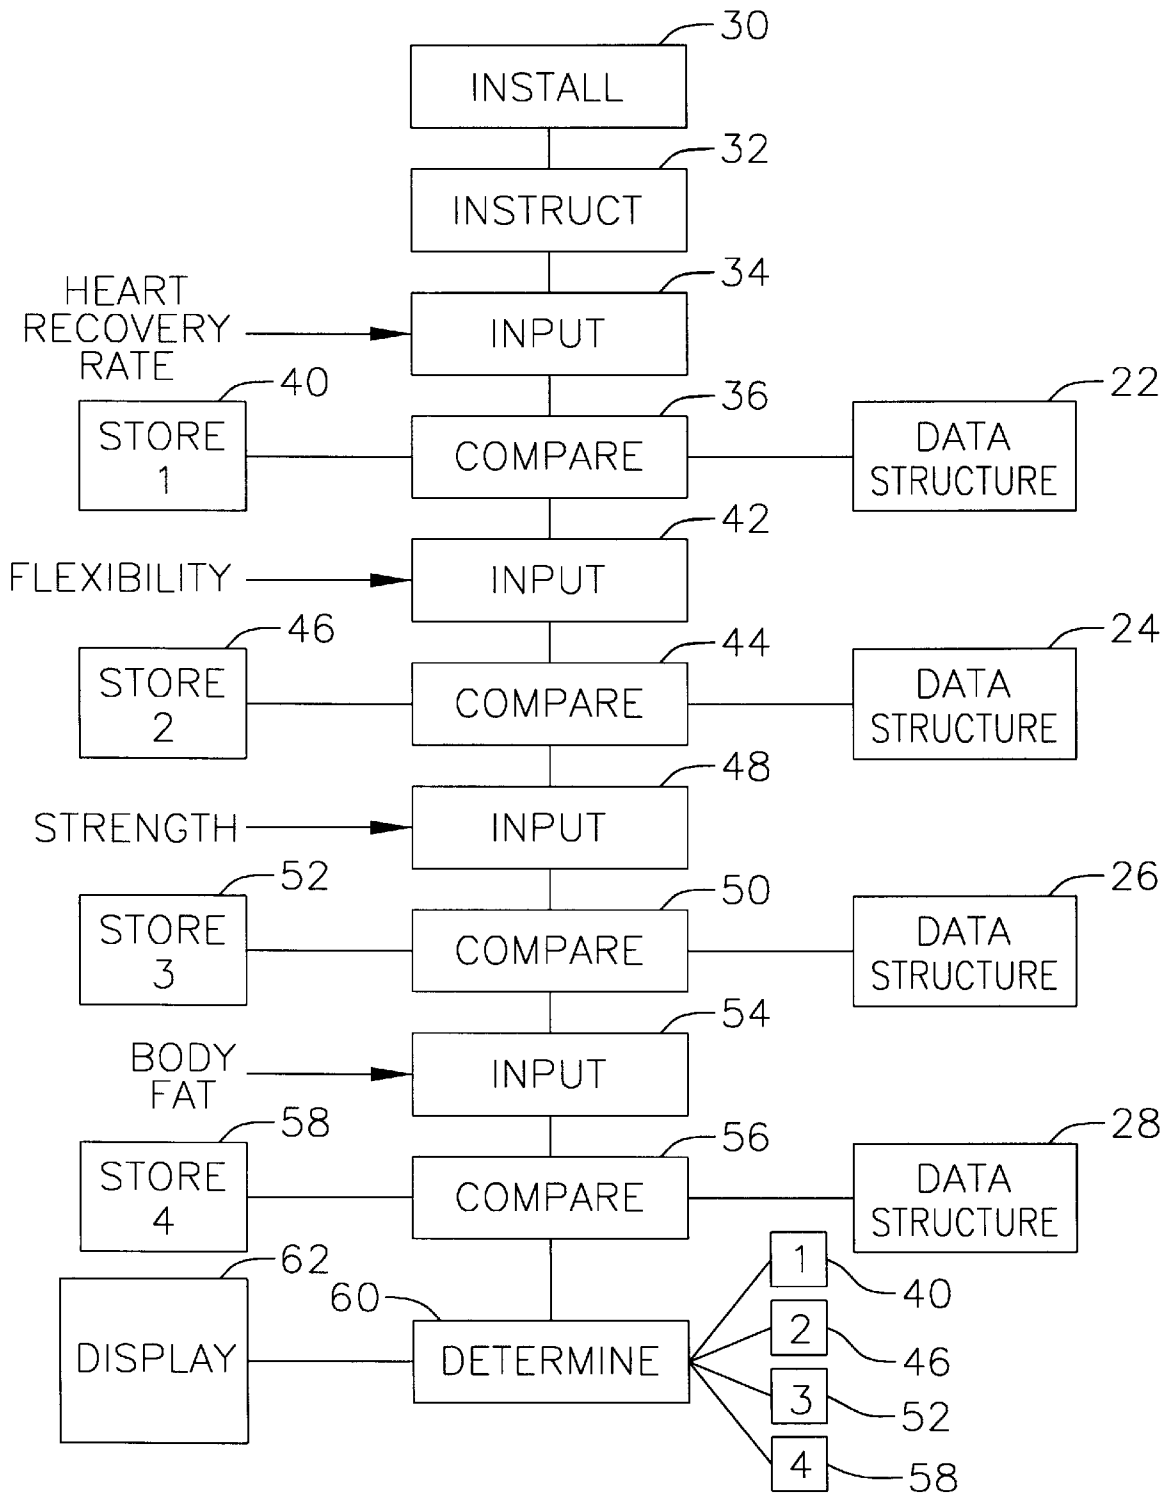 30
INSTALL
32
INSTRUCT
34
HEART
RECOVERY
RATE
INPUT
40
36
22
STORE
1
COMPARE
DATA
STRUCTURE
42
FLEXIBILITY
INPUT
46
44
24
STORE
2
COMPARE
DATA
STRUCTURE
48
STRENGTH
INPUT
52
50
26
STORE
3
COMPARE
DATA
STRUCTURE
54
BODY
FAT
INPUT
58
56
28
STORE
4
COMPARE
DATA
STRUCTURE
62
60
DISPLAY
DETERMINE
1
40
2
46
3
52
4
58